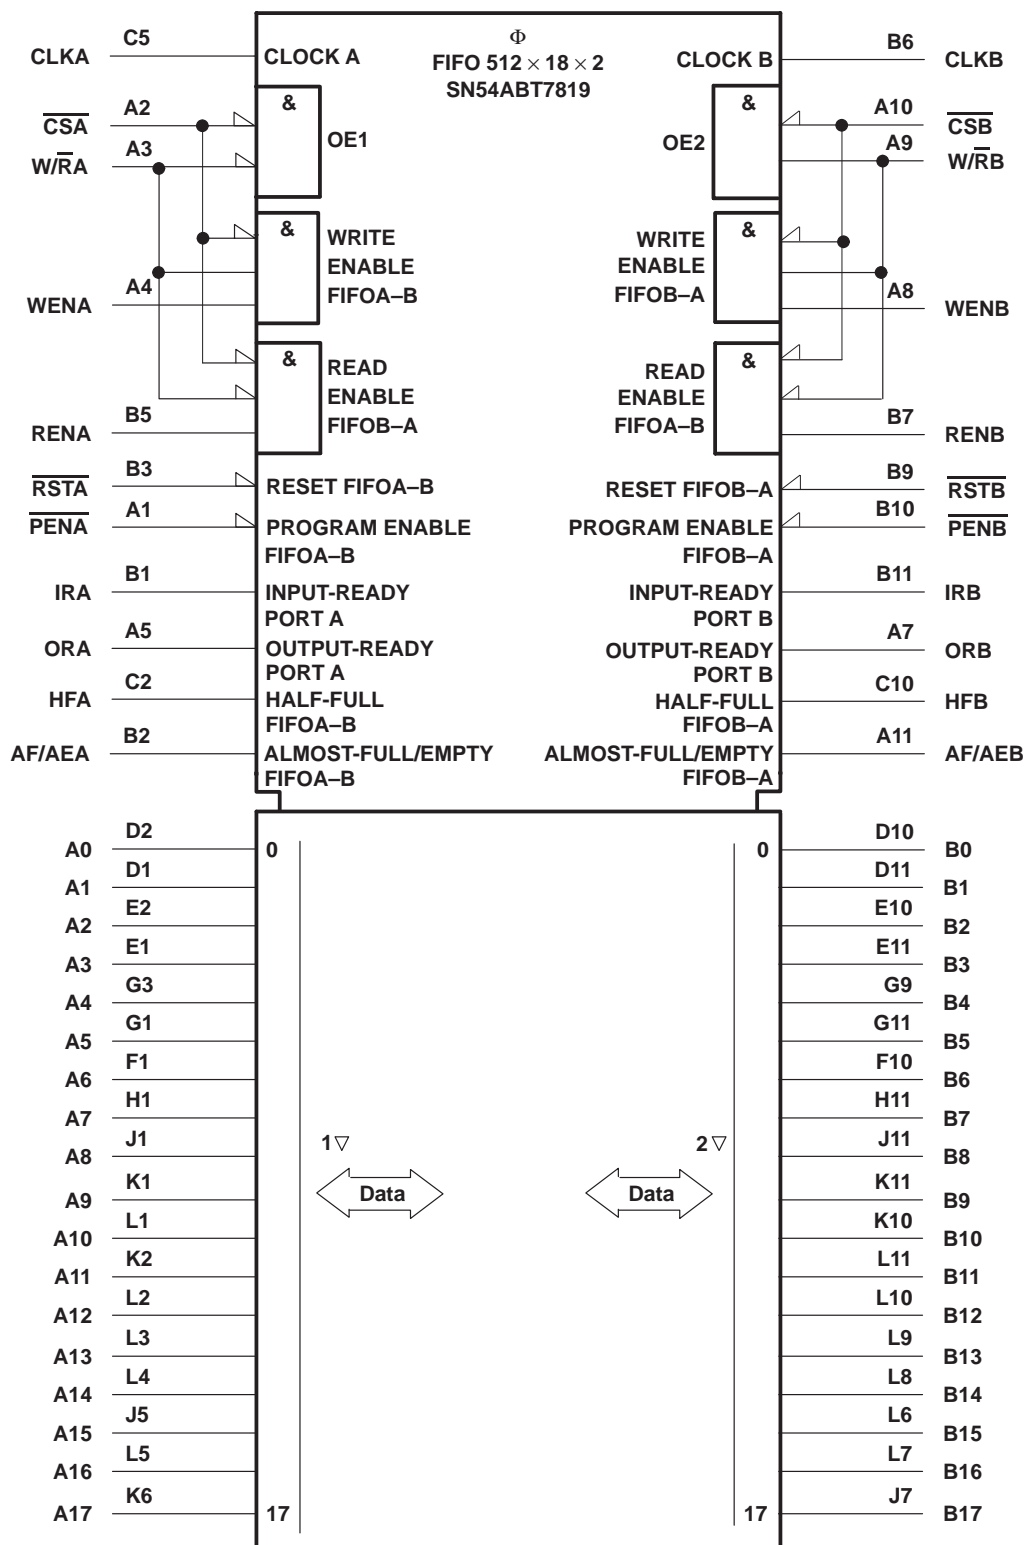 Φ
FIFO 512 × 18 × 2
SN54ABT7819
CLKA C5 CLOCK A
CSA A2 &
W/RA A3 OE1
& WRITE
ENABLE
WENA A4 FIFOA–B
& READ
ENABLE
RENA B5 FIFOB–A
RSTA B3 RESET FIFOA–B
PENA A1 PROGRAM ENABLE
FIFOA–B
IRA B1 INPUT-READY
PORT A
ORA A5 OUTPUT-READY
PORT A
HFA C2 HALF-FULL
FIFOA–B
AF/AEA B2 ALMOST-FULL/EMPTY
FIFOA–B
CLOCK B B6 CLKB
& A10 CSB
OE2 A9 W/RB
WRITE &
ENABLE
FIFOB–A A8 WENB
READ &
ENABLE
FIFOA–B B7 RENB
RESET FIFOB–A B9 RSTB
PROGRAM ENABLE B10 PENB
FIFOB–A
INPUT-READY B11 IRB
PORT B
OUTPUT-READY A7 ORB
PORT B
HALF-FULL C10 HFB
FIFOB–A
ALMOST-FULL/EMPTY A11 AF/AEB
FIFOB–A
A0 D2 0 0 D10 B0
A1 D1 D11 B1
A2 E2 E10 B2
A3 E1 E11 B3
A4 G3 G9 B4
A5 G1 G11 B5
A6 F1 F10 B6
A7 H1 H11 B7
A8 J1 1▽ 2▽ J11 B8
A9 K1 Data Data K11 B9
A10 L1 K10 B10
A11 K2 L11 B11
A12 L2 L10 B12
A13 L3 L9 B13
A14 L4 L8 B14
A15 J5 L6 B15
A16 L5 L7 B16
A17 K6 17 17 J7 B17